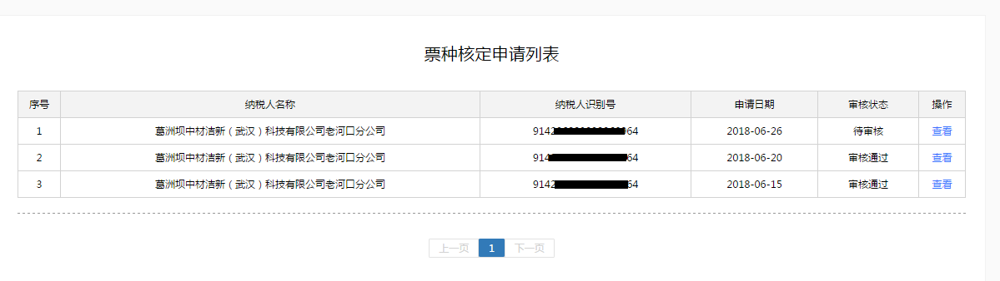 票种核定申请列表
序号 纳税人名称 纳税人识别号 申请日期 审核状态 操作
1 葛洲坝中材洁新（武汉）科技有限公司老河口分公司 9142 64 2018-06-26 待审核 查看
2 葛洲坝中材洁新（武汉）科技有限公司老河口分公司 914 64 2018-06-20 审核通过 查看
3 葛洲坝中材洁新（武汉）科技有限公司老河口分公司 9142 64 2018-06-15 审核通过 查看
上一页 1 下一页